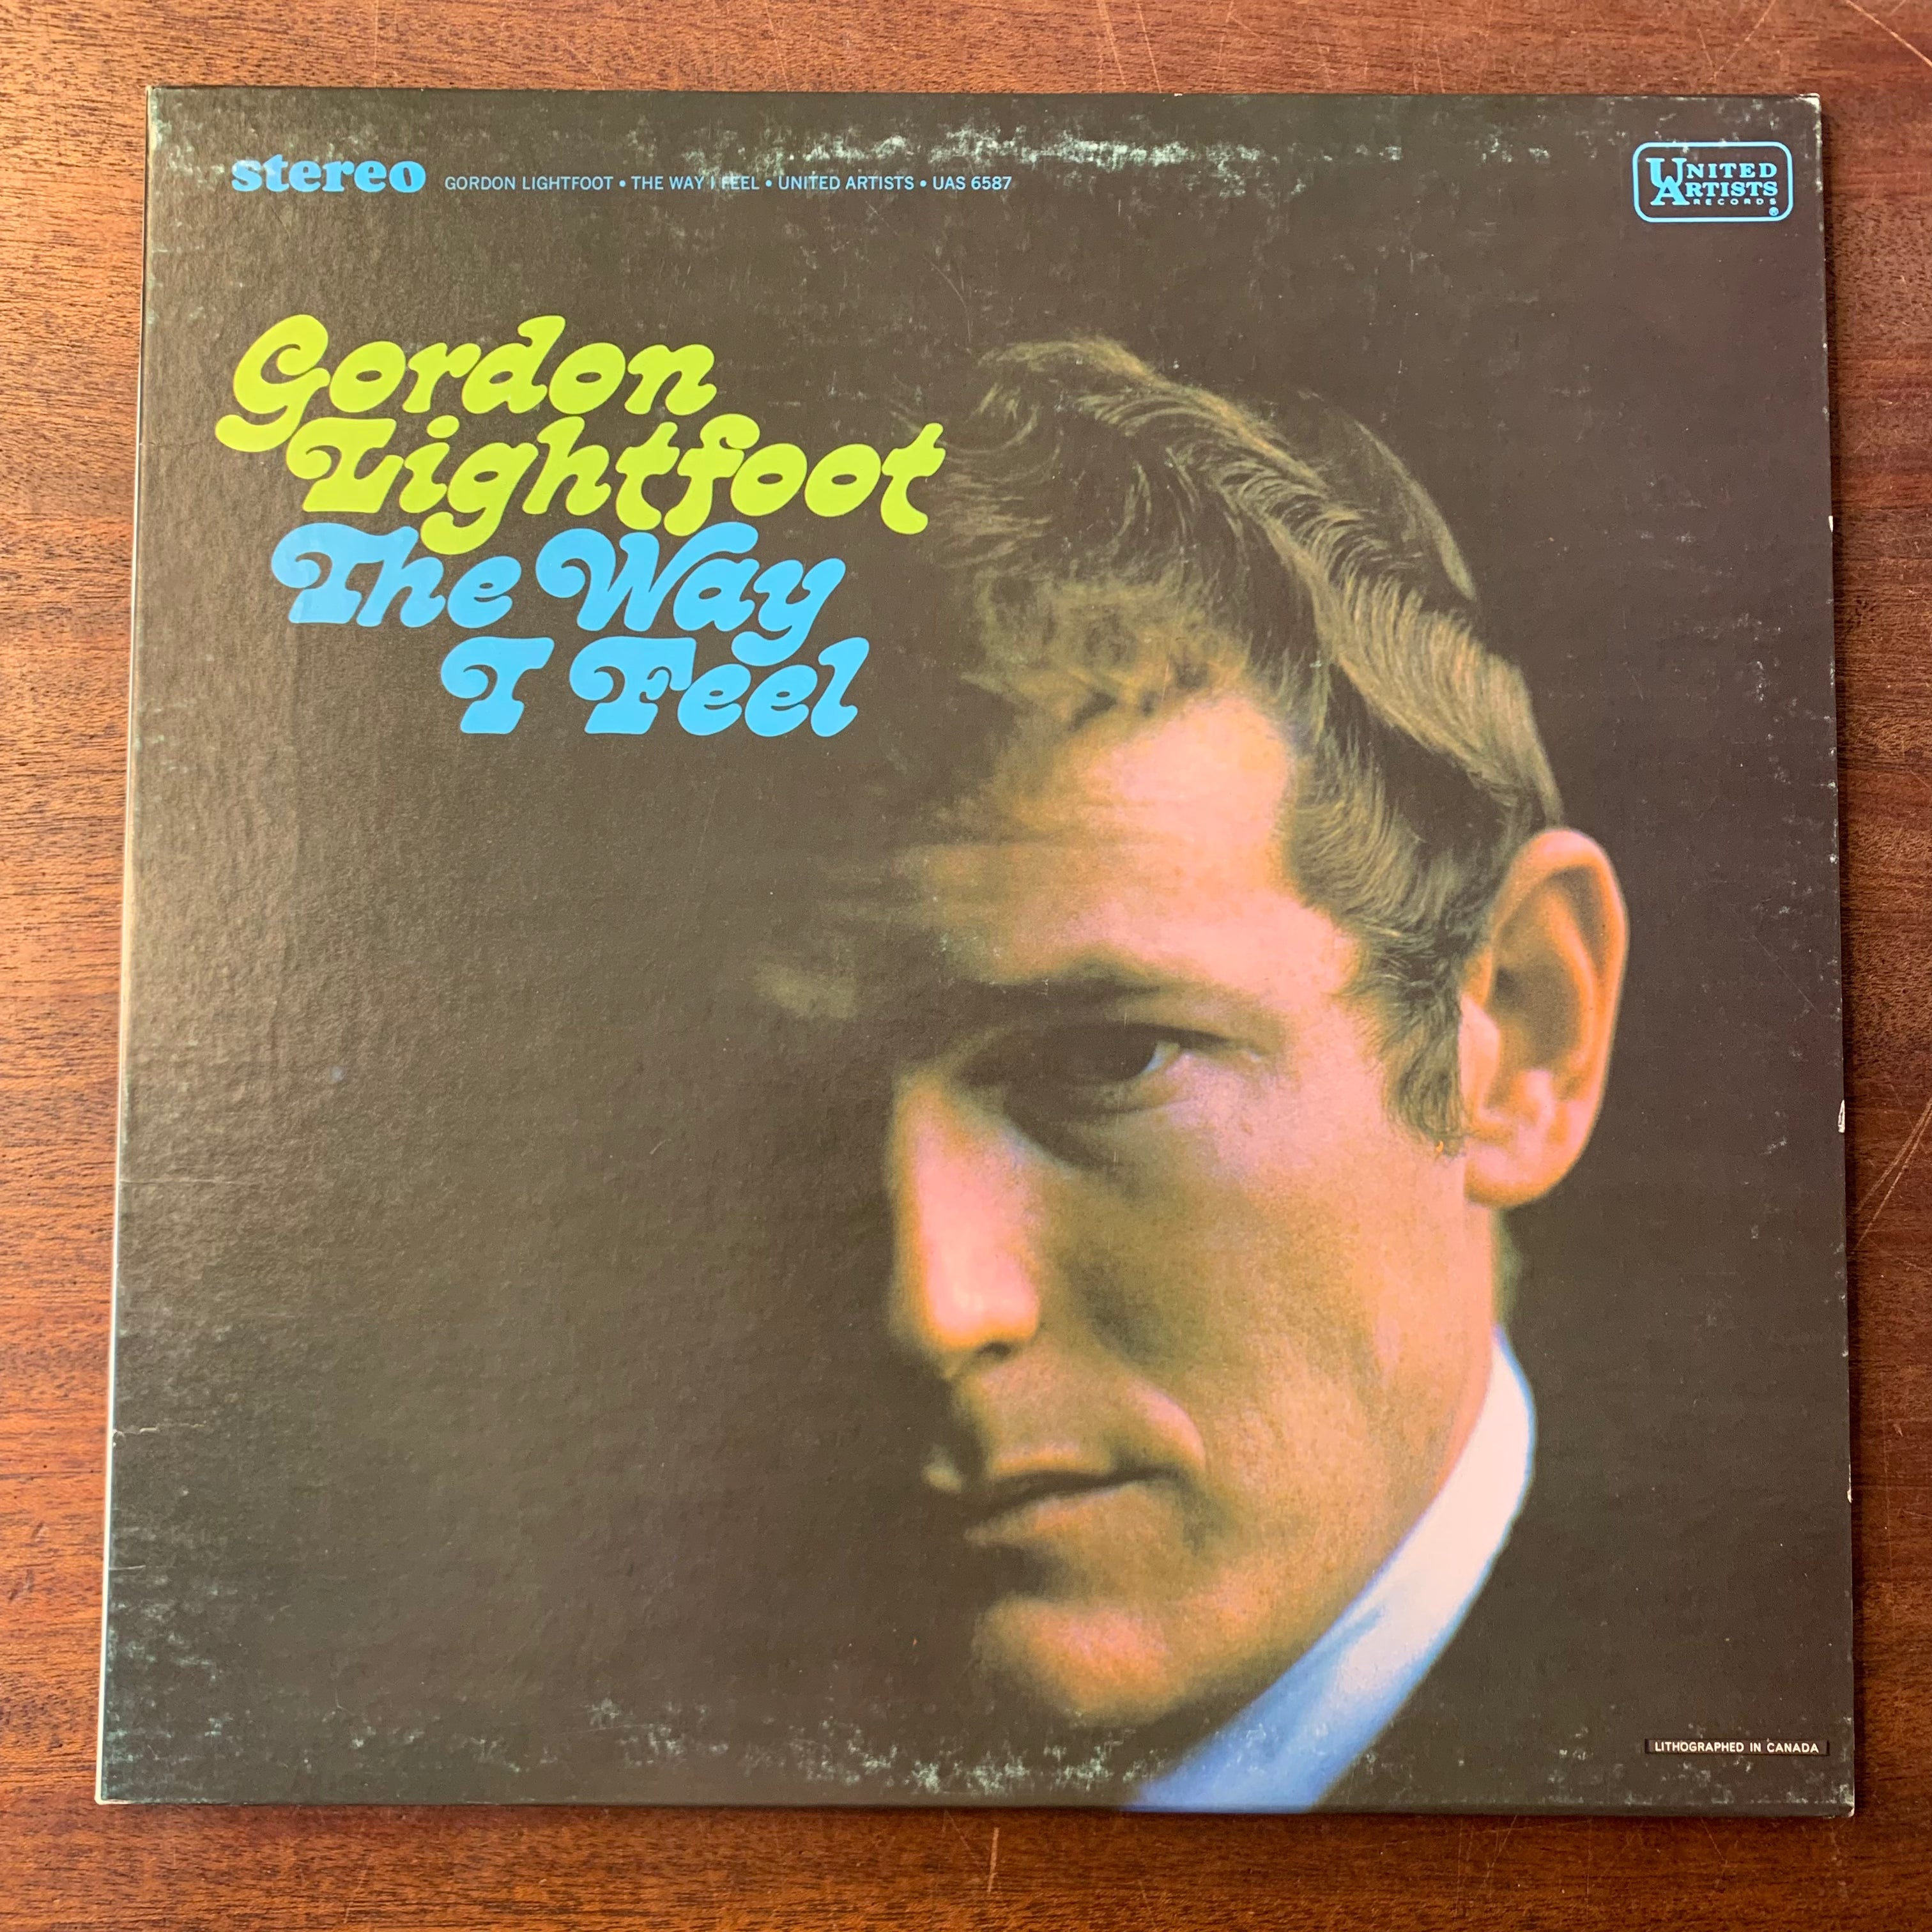 stereo GORDON LIGHTFOOT • THE WAY I FEEL • UNITED ARTISTS • UAS 6587
UNITED
ARTISTS
RECORDS
®
Gordon
Lightfoot
The Way
I Feel
LITHOGRAPHED IN CANADA